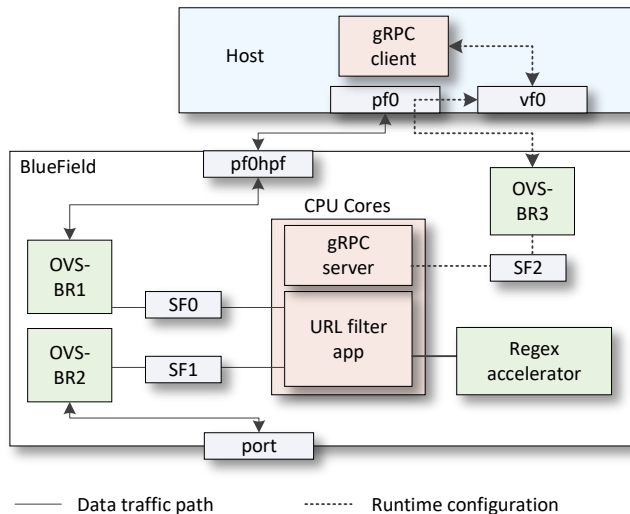 gRPC
client
Host
pf0
vf0
BlueField
pf0hpf
OVS-
BR3
CPU Cores
OVS-
BR1
gRPC
server
SF2
SF0
URL filter
app
OVS-
BR2
SF1
Regex
accelerator
port
Data traffic path
Runtime configuration